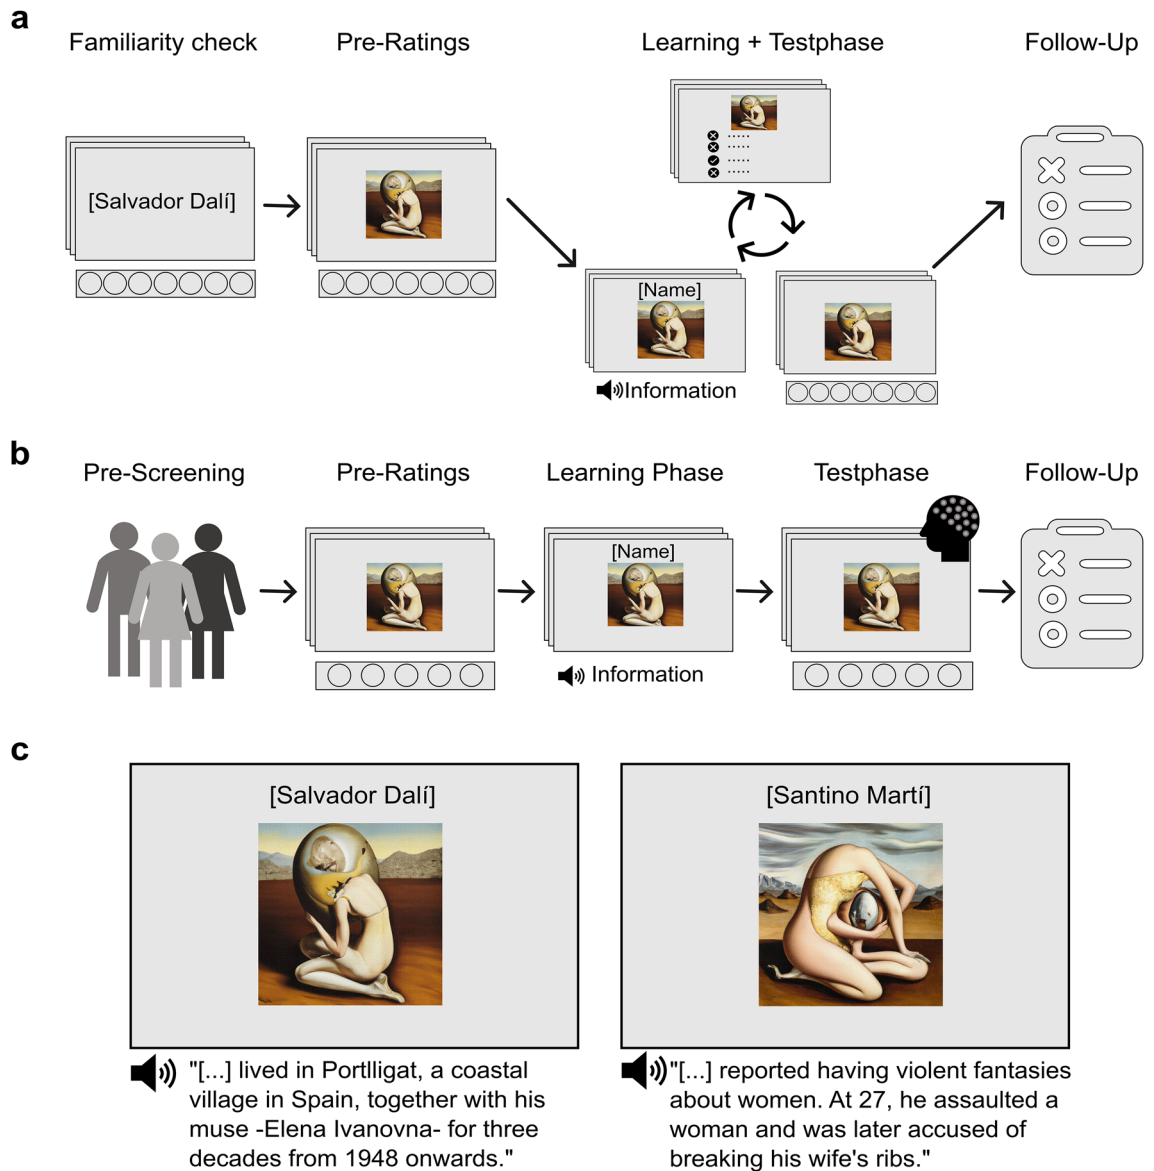 a
Familiarity check
Pre-Ratings
Learning + Testphase
Follow-Up
[Salvador Dalí]
[Name]
Information
b
Pre-Screening
Pre-Ratings
Learning Phase
Testphase
Follow-Up
[Name]
Information
c
[Salvador Dalí]
"[...] lived in Portlligat, a coastal
village in Spain, together with his
muse -Elena Ivanovna- for three
decades from 1948 onwards."
[Santino Martí]
"[...] reported having violent fantasies
about women. At 27, he assaulted a
woman and was later accused of
breaking his wife's ribs."